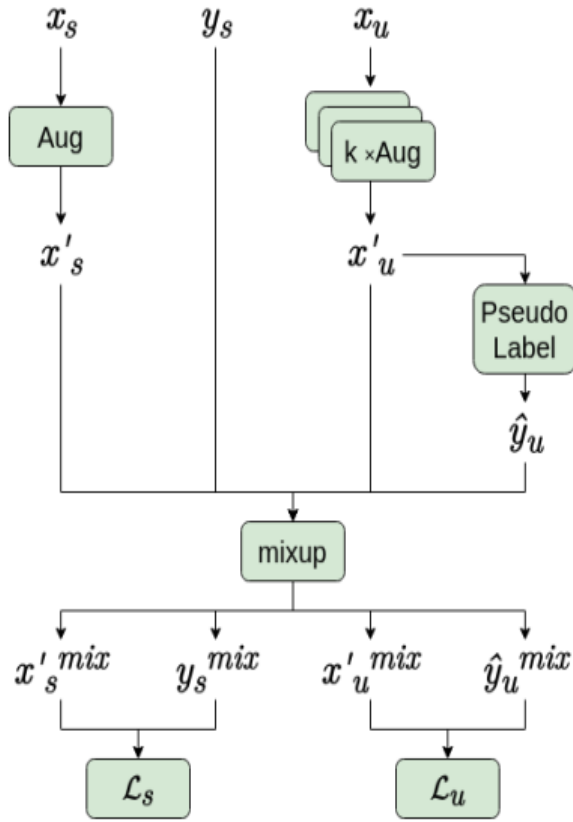 x_s y_s x_u
Aug
k ×Aug
x'_s x'_u
Pseudo
Label
ŷ_u
mixup
x'_s^{mix} y_s^{mix} x'_u^{mix} ŷ_u^{mix}
ℒ_s ℒ_u